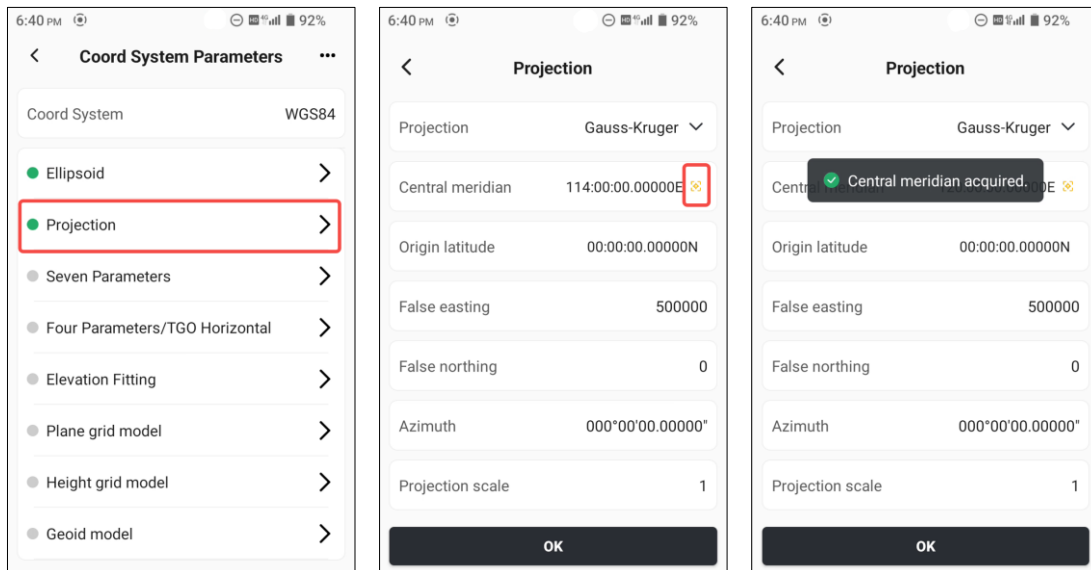 6:40 PM
92%
Coord System Parameters
Coord System WGS84
Ellipsoid
Projection
Seven Parameters
Four Parameters/TGO Horizontal
Elevation Fitting
Plane grid model
Height grid model
Geoid model
6:40 PM
92%
Projection
Projection Gauss-Kruger
Central meridian 114:00:00.00000E
Origin latitude 00:00:00.00000N
False easting 500000
False northing 0
Azimuth 000°00'00.00000"
Projection scale 1
OK
6:40 PM
92%
Projection
Projection Gauss-Kruger
Central meridian acquired.
Origin latitude 00:00:00.00000N
False easting 500000
False northing 0
Azimuth 000°00'00.00000"
Projection scale 1
OK